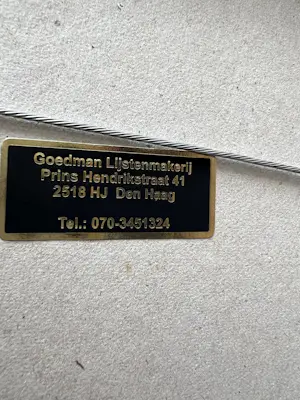 Goedman Lijstenmakerij
Prins Hendrikstraat 41
2518 HJ Den Haag
Tel.: 070-3451324